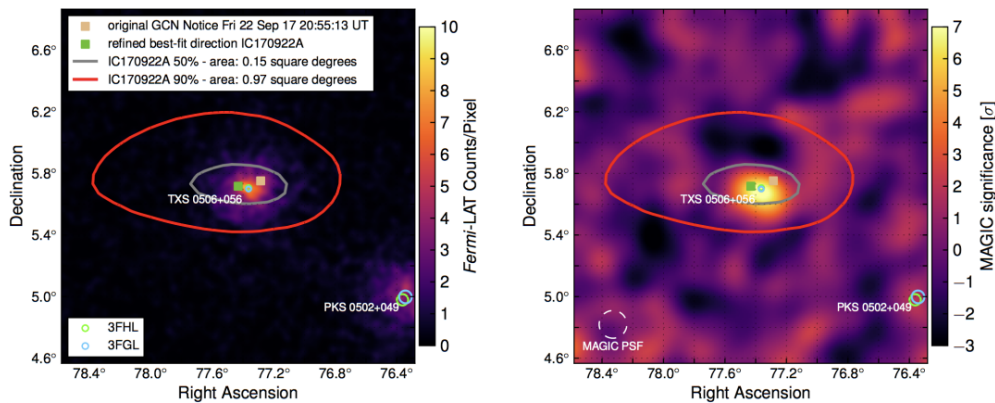 original GCN Notice Fri 22 Sep 17 20:55:13 UT
refined best-fit direction IC170922A
IC170922A 50% - area: 0.15 square degrees
IC170922A 90% - area: 0.97 square degrees
6.6°
6.2°
5.8°
5.4°
5.0°
4.6°
Declination
TXS 0506+056
PKS 0502+049
3FHL
3FGL
78.4°
78.0°
77.6°
77.2°
76.8°
76.4°
Right Ascension
10
9
8
7
6
5
4
3
2
1
0
Fermi-LAT Counts/Pixel
6.6°
6.2°
5.8°
5.4°
5.0°
4.6°
Declination
TXS 0506+056
PKS 0502+049
MAGIC PSF
78.4°
78.0°
77.6°
77.2°
76.8°
76.4°
Right Ascension
7
6
5
4
3
2
1
0
−1
−2
−3
MAGIC significance [σ]